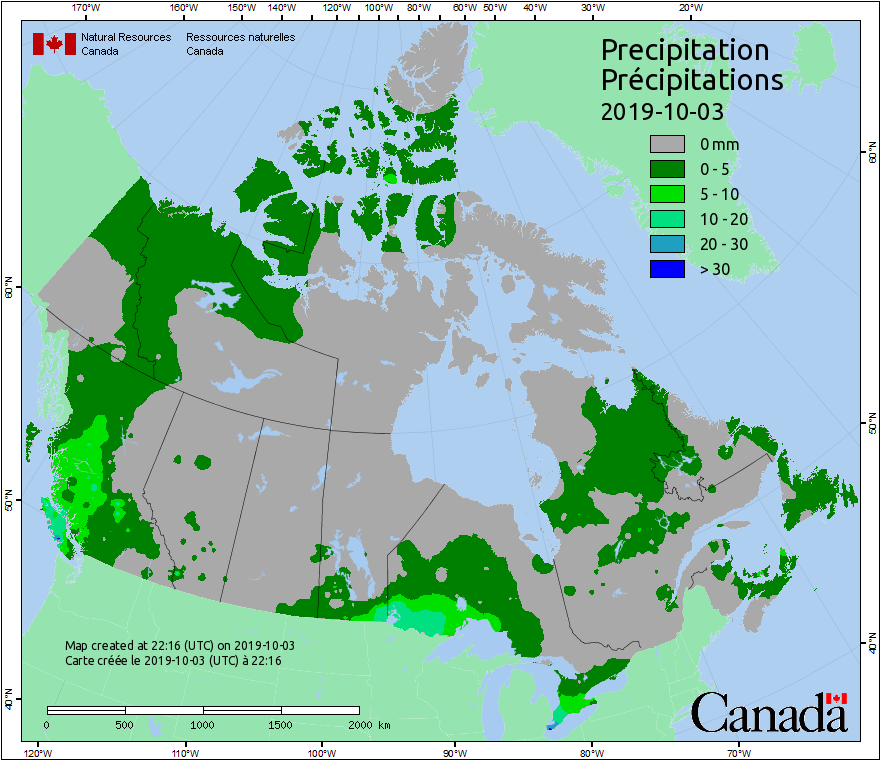 170°W 160°W 150°W 140°W 130°W 120°W 110°W 100°W 90°W 80°W 60°W 50°W 40°W 30°W 20°W
Natural Resources Canada
Ressources naturelles Canada
Precipitation
Précipitations
2019-10-03
0 mm
0 - 5
5 - 10
10 - 20
20 - 30
> 30
60°N
50°N
40°N
60°N
50°N
40°N
Map created at 22:16 (UTC) on 2019-10-03
Carte créée le 2019-10-03 (UTC) à 22:16
0 500 1000 1500 2000 km
Canada
120°W 110°W 100°W 90°W 80°W 70°W